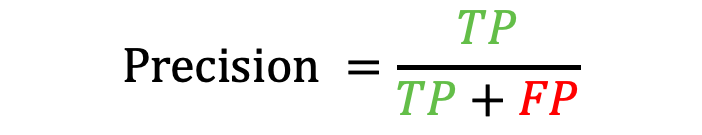 Precision = TP
TP + FP